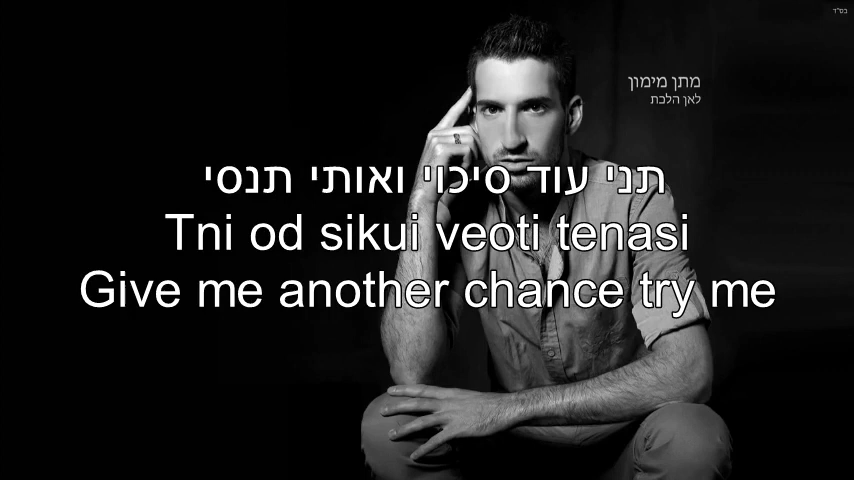 בס"ד
מתן מימון
לאן הלכת
תני עוד סיכוי ואותי תנסי
Tni od sikui veoti tenasi
Give me another chance try me